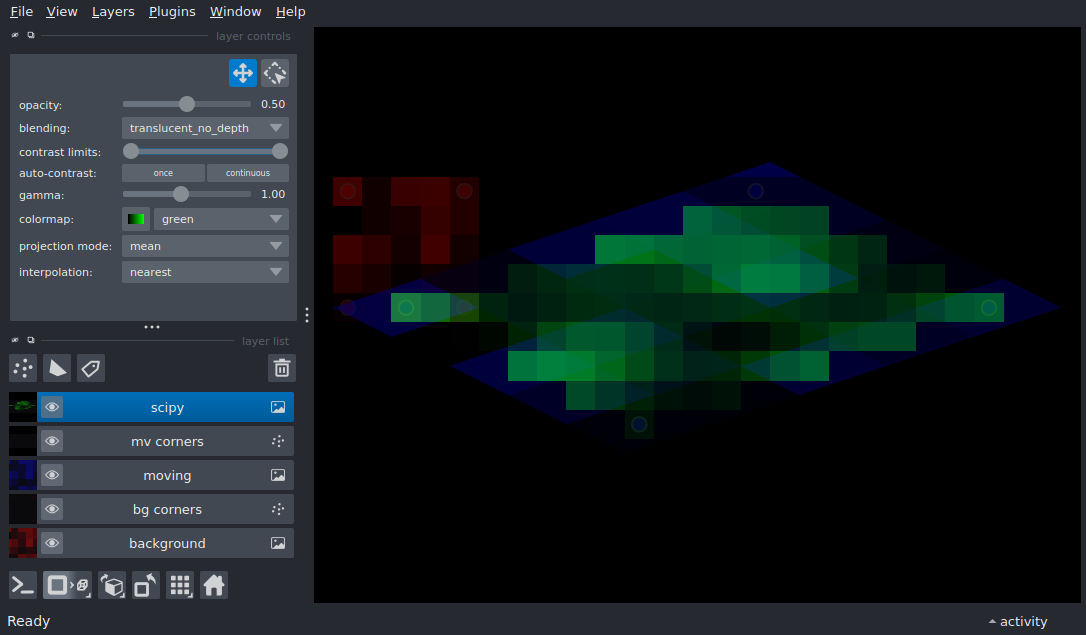 File View Layers Plugins Window Help
layer controls
opacity: 0.50
blending: translucent_no_depth
contrast limits:
auto-contrast: once continuous
gamma: 1.00
colormap: green
projection mode: mean
interpolation: nearest
layer list
scipy
mv corners
moving
bg corners
background
Ready activity